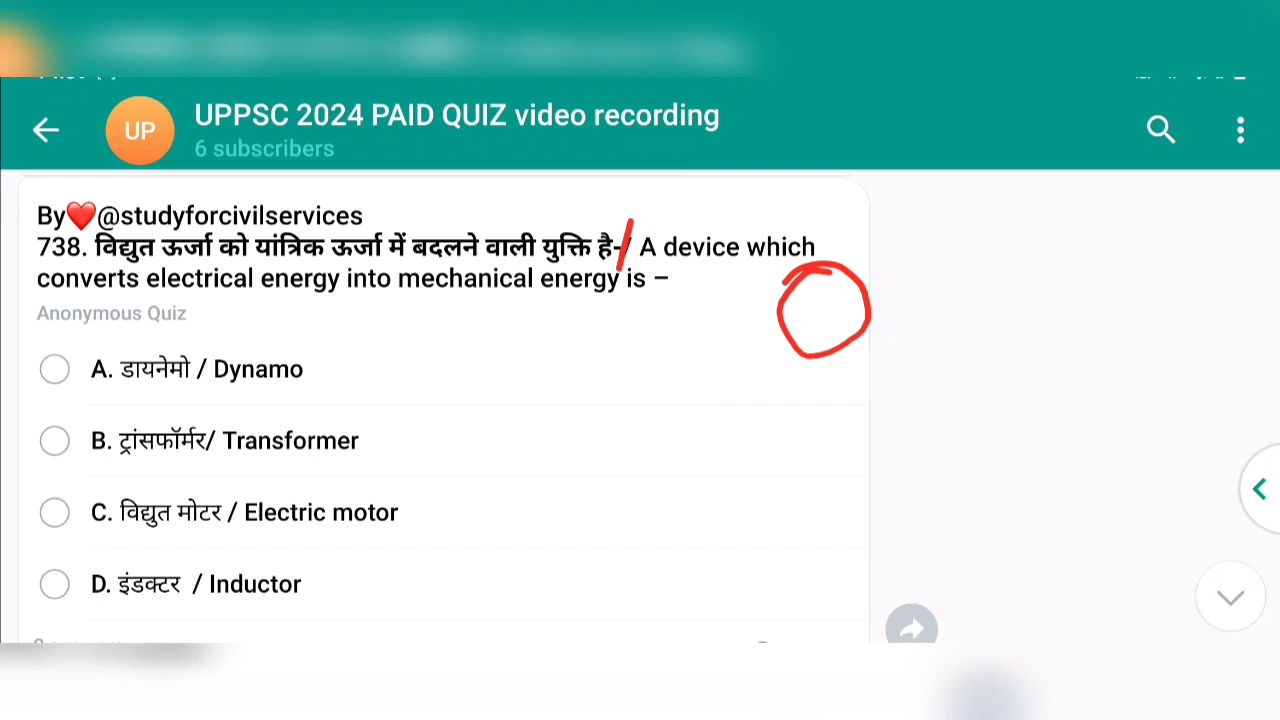 UP
UPPSC 2024 PAID QUIZ video recording
6 subscribers
By❤️@studyforcivilservices
738. विद्युत ऊर्जा को यांत्रिक ऊर्जा में बदलने वाली युक्ति है-/ A device which
converts electrical energy into mechanical energy is –
Anonymous Quiz
A. डायनेमो / Dynamo
B. ट्रांसफॉर्मर/ Transformer
C. विद्युत मोटर / Electric motor
D. इंडक्टर / Inductor